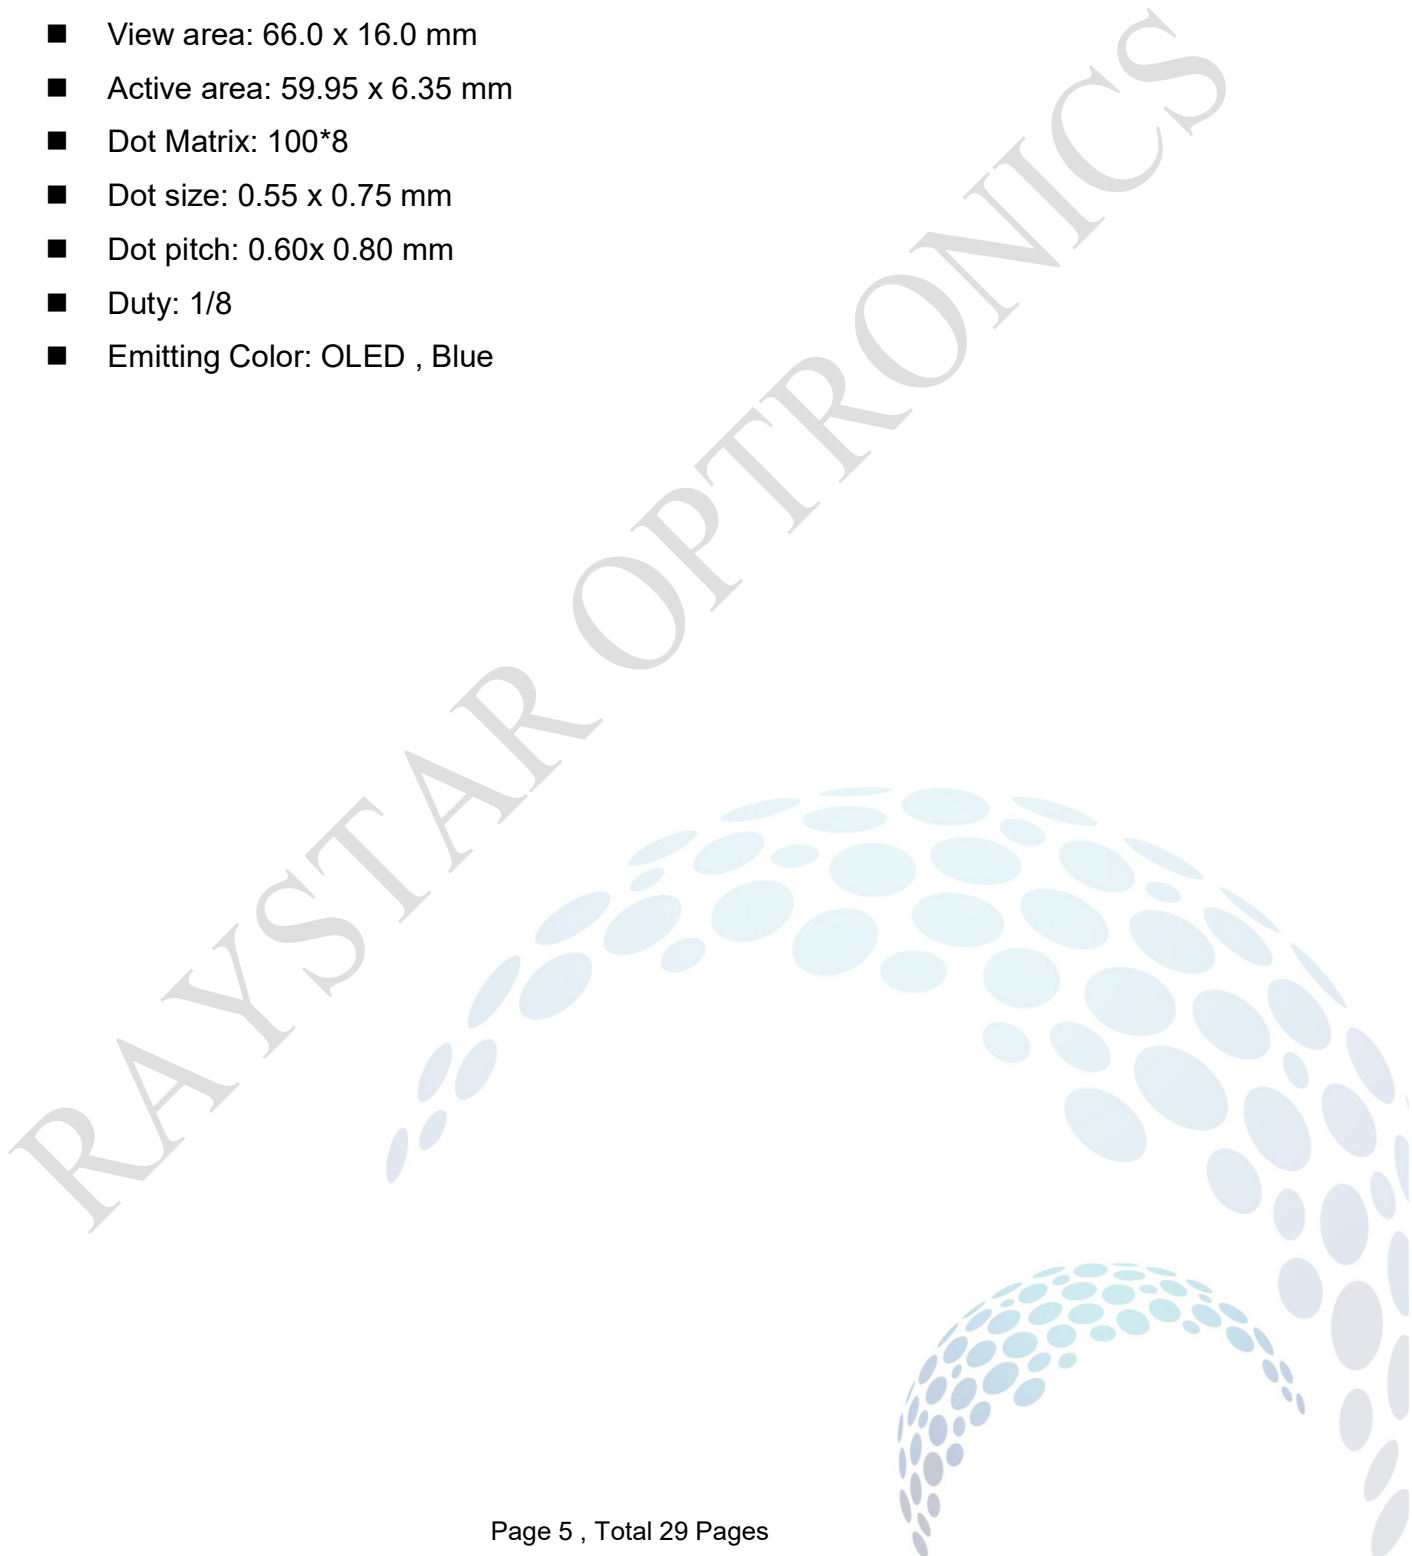 ■ View area: 66.0 x 16.0 mm
■ Active area: 59.95 x 6.35 mm
■ Dot Matrix: 100*8
■ Dot size: 0.55 x 0.75 mm
■ Dot pitch: 0.60x 0.80 mm
■ Duty: 1/8
■ Emitting Color: OLED , Blue
RAYSTAR OPTRONICS
Page 5 , Total 29 Pages